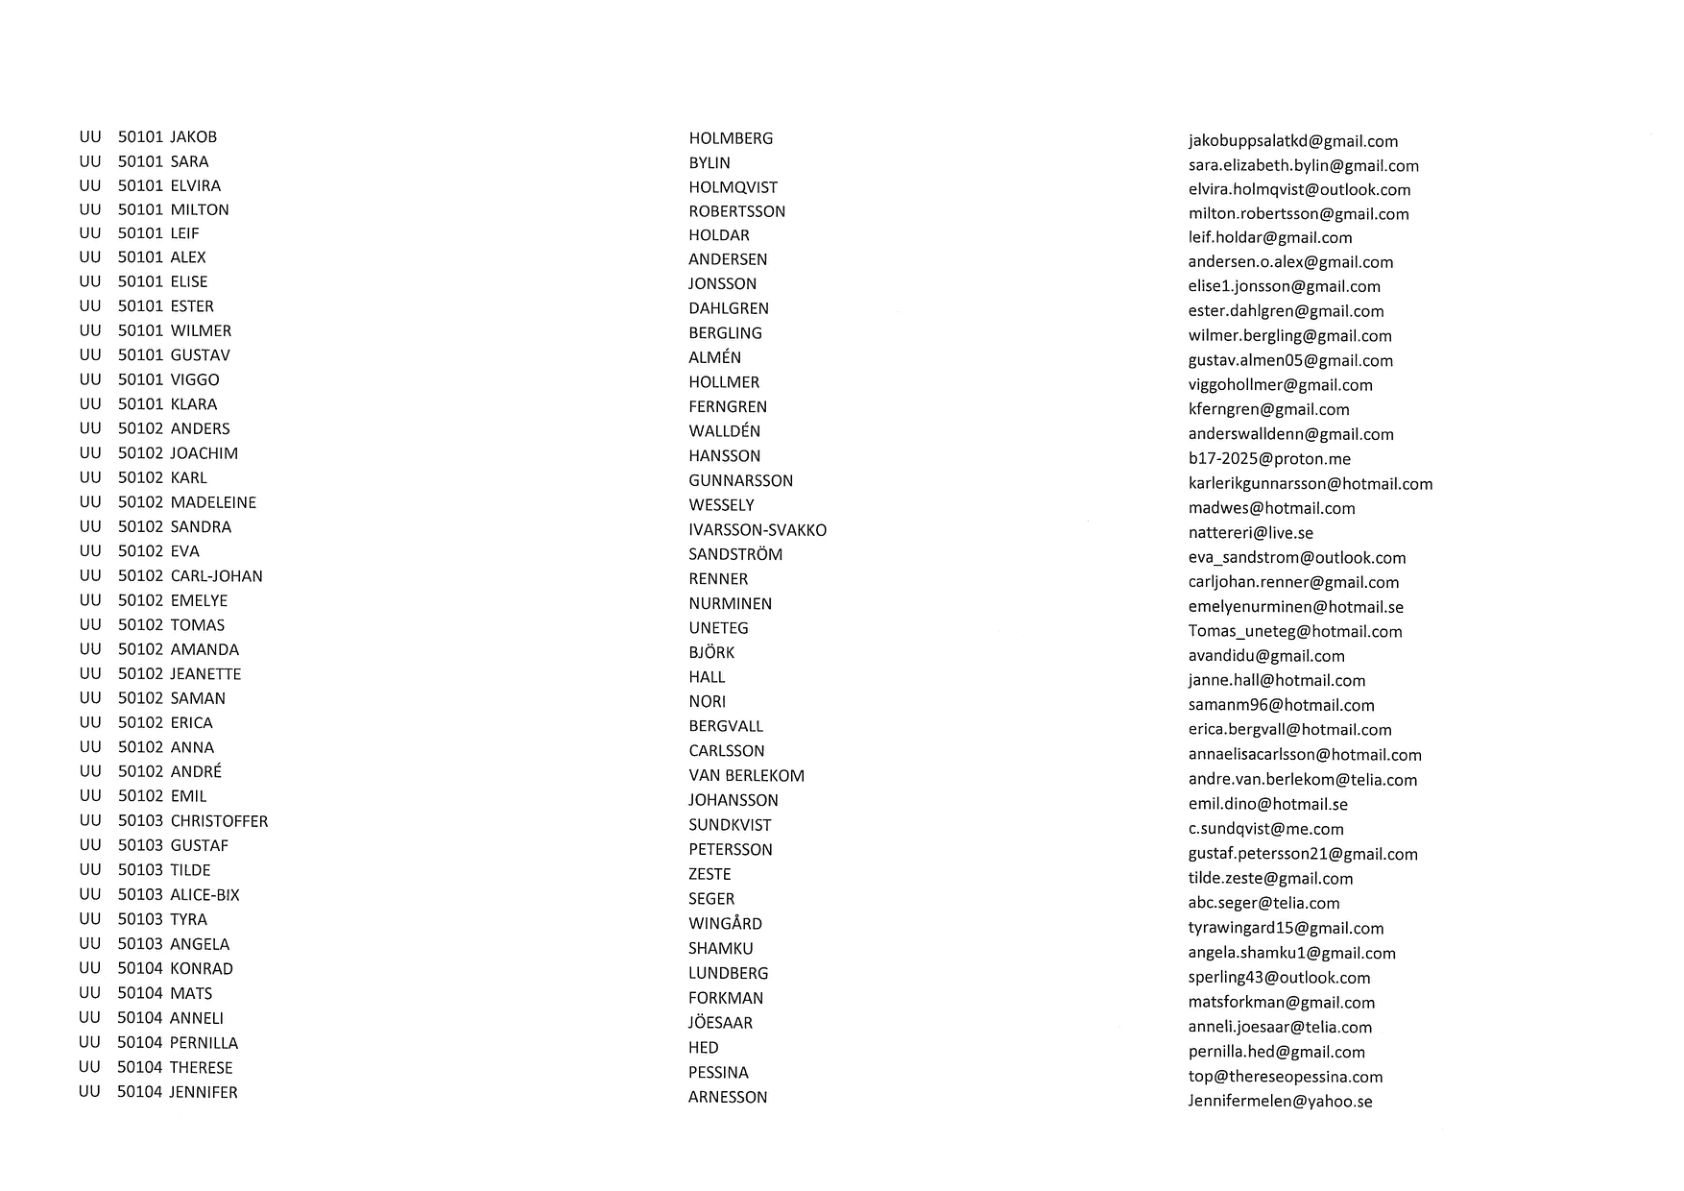 UU 50101 JAKOB HOLMBERG jakobuppsalatkd@gmail.com
UU 50101 SARA BYLIN sara.elizabeth.bylin@gmail.com
UU 50101 ELVIRA HOLMQVIST elvira.holmqvist@outlook.com
UU 50101 MILTON ROBERTSSON milton.robertsson@gmail.com
UU 50101 LEIF HOLDAR leif.holdar@gmail.com
UU 50101 ALEX ANDERSEN andersen.o.alex@gmail.com
UU 50101 ELISE JONSSON elise1.jonsson@gmail.com
UU 50101 ESTER DAHLGREN ester.dahlgren@gmail.com
UU 50101 WILMER BERGLING wilmer.bergling@gmail.com
UU 50101 GUSTAV ALMÉN gustav.almen05@gmail.com
UU 50101 VIGGO HOLLMER viggohollmer@gmail.com
UU 50101 KLARA FERNGREN kferngren@gmail.com
UU 50102 ANDERS WALLDÉN anderswalldenn@gmail.com
UU 50102 JOACHIM HANSSON b17-2025@proton.me
UU 50102 KARL GUNNARSSON karlerikgunnarsson@hotmail.com
UU 50102 MADELEINE WESSELY madwes@hotmail.com
UU 50102 SANDRA IVARSSON-SVAKKO nattereri@live.se
UU 50102 EVA SANDSTRÖM eva_sandstrom@outlook.com
UU 50102 CARL-JOHAN RENNER carljohan.renner@gmail.com
UU 50102 EMELYE NURMINEN emelyenurminen@hotmail.se
UU 50102 TOMAS UNETEG Tomas_uneteg@hotmail.com
UU 50102 AMANDA BJÖRK avandidu@gmail.com
UU 50102 JEANETTE HALL janne.hall@hotmail.com
UU 50102 SAMAN NORI samanm96@hotmail.com
UU 50102 ERICA BERGVALL erica.bergvall@hotmail.com
UU 50102 ANNA CARLSSON annaelisacarlsson@hotmail.com
UU 50102 ANDRÉ VAN BERLEKOM andre.van.berlekom@telia.com
UU 50102 EMIL JOHANSSON emil.dino@hotmail.se
UU 50103 CHRISTOFFER SUNDKVIST c.sundqvist@me.com
UU 50103 GUSTAF PETERSSON gustaf.petersson21@gmail.com
UU 50103 TILDE ZESTE tilde.zeste@gmail.com
UU 50103 ALICE-BIX SEGER abc.seger@telia.com
UU 50103 TYRA WINGÅRD tyrawingard15@gmail.com
UU 50103 ANGELA SHAMKU angela.shamku1@gmail.com
UU 50104 KONRAD LUNDBERG sperling43@outlook.com
UU 50104 MATS FORKMAN matsforkman@gmail.com
UU 50104 ANNELI JÖESAAR anneli.joesaar@telia.com
UU 50104 PERNILLA HED pernilla.hed@gmail.com
UU 50104 THERESE PESSINA top@thereseopessina.com
UU 50104 JENNIFER ARNESSON Jennifermelen@yahoo.se